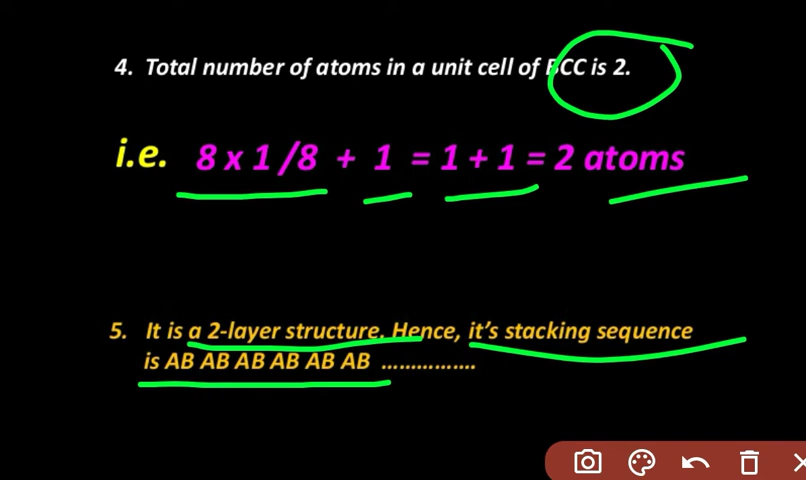 4. Total number of atoms in a unit cell of BCC is 2.
i.e. 8 x 1 /8 + 1 = 1 + 1 = 2 atoms
5. It is a 2-layer structure. Hence, it's stacking sequence
is AB AB AB AB AB AB ................